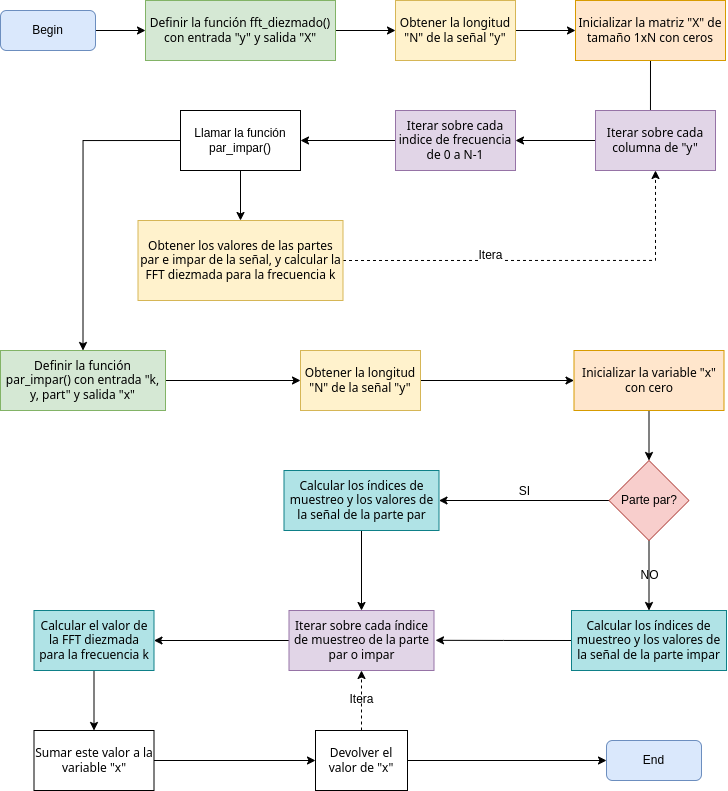 Begin
Definir la función fft_diezmado()
con entrada "y" y salida "X"
Obtener la longitud
"N" de la señal "y"
Inicializar la matriz "X" de
tamaño 1xN con ceros
Iterar sobre cada
columna de "y"
Iterar sobre cada
indice de frecuencia
de 0 a N-1
Llamar la función
par_impar()
Obtener los valores de las partes
par e impar de la señal, y calcular la
FFT diezmada para la frecuencia k
Itera
Definir la función
par_impar() con entrada "k,
y, part" y salida "x"
Obtener la longitud
"N" de la señal "y"
Inicializar la variable "x"
con cero
Parte par?
SI
Calcular los índices de
muestreo y los valores de
la señal de la parte par
NO
Calcular los índices de
muestreo y los valores de
la señal de la parte impar
Iterar sobre cada índice
de muestreo de la parte
par o impar
Calcular el valor de
la FFT diezmada
para la frecuencia k
Itera
Sumar este valor a la
variable "x"
Devolver el
valor de "x"
End